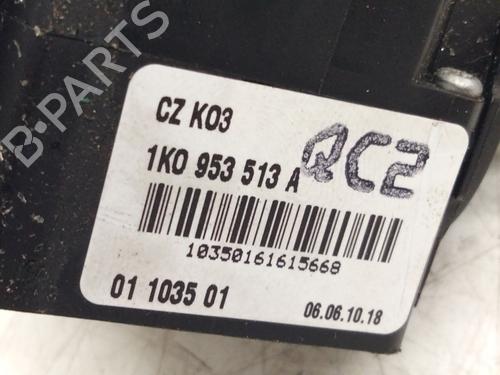 B-PARTS
CZ K03
1K0 953 513 A
QC2
10350161615668
01 1035 01
06.06.10.18